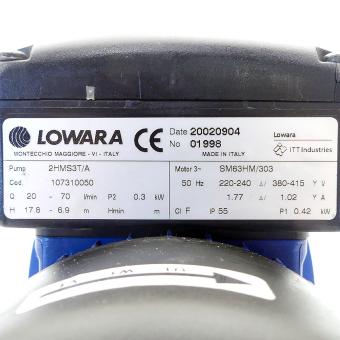 LOWARA CE Date 20020904 Lowara
MONTECCHIO MAGGIORE - VI - ITALY No 01998 ITT Industries
MADE IN ITALY
Pump 2HMS3T/A Motor 3~ SM63HM/303
Cod. 107310050 50 Hz 220-240 Δ/ 380-415 Y V
Q 20 - 70 l/min P2 0.3 kW 1.77 Δ/ 1.02 Y A
H 17.6 - 6.9 m Hmin m Cl F IP 55 P1 0.42 kW